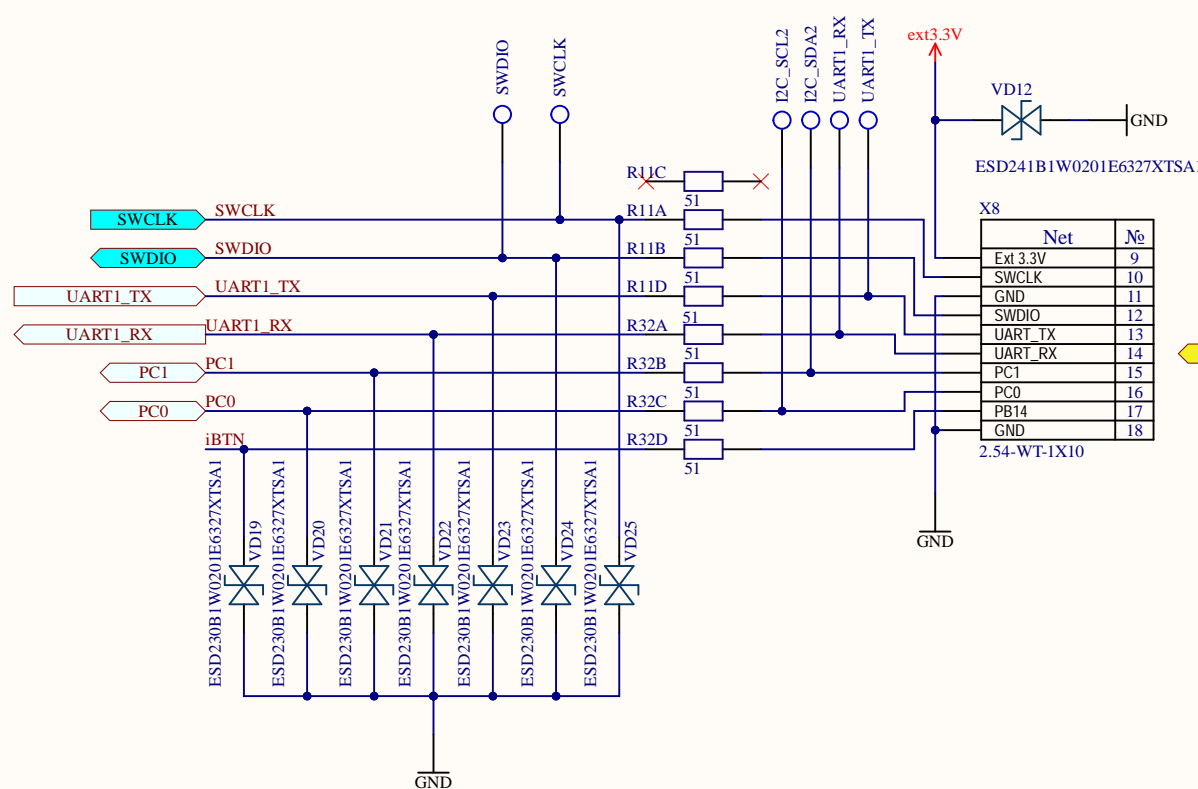 SWDIO
SWCLK
I2C_SCL2
I2C_SDA2
UART1_RX
UART1_TX
ext3.3V
VD12
GND
ESD241B1W0201E6327XTSA1
R11C
51
SWCLK
SWCLK
R11A
51
SWDIO
SWDIO
R11B
51
UART1_TX
UART1_TX
R11D
51
UART1_RX
UART1_RX
R32A
51
PC1
PC1
R32B
51
PC0
PC0
R32C
51
iBTN
R32D
51
X8
Net №
Ext 3.3V 9
SWCLK 10
GND 11
SWDIO 12
UART_TX 13
UART_RX 14
PC1 15
PC0 16
PB14 17
GND 18
2.54-WT-1X10
GND
ESD230B1W0201E6327XTSA1
VD19
ESD230B1W0201E6327XTSA1
VD20
ESD230B1W0201E6327XTSA1
VD21
ESD230B1W0201E6327XTSA1
VD22
ESD230B1W0201E6327XTSA1
VD23
ESD230B1W0201E6327XTSA1
VD24
ESD230B1W0201E6327XTSA1
VD25
GND